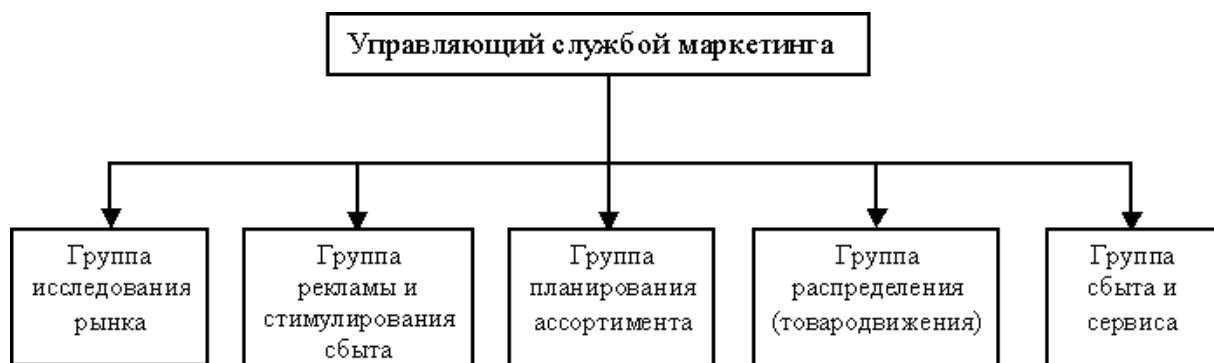 Управляющий службой маркетинга
Группа
исследования
рынка
Группа
рекламы и
стимулирования
сбыта
Группа
планирования
ассортимента
Группа
распределения
(товародвижения)
Группа
сбыта и
сервиса